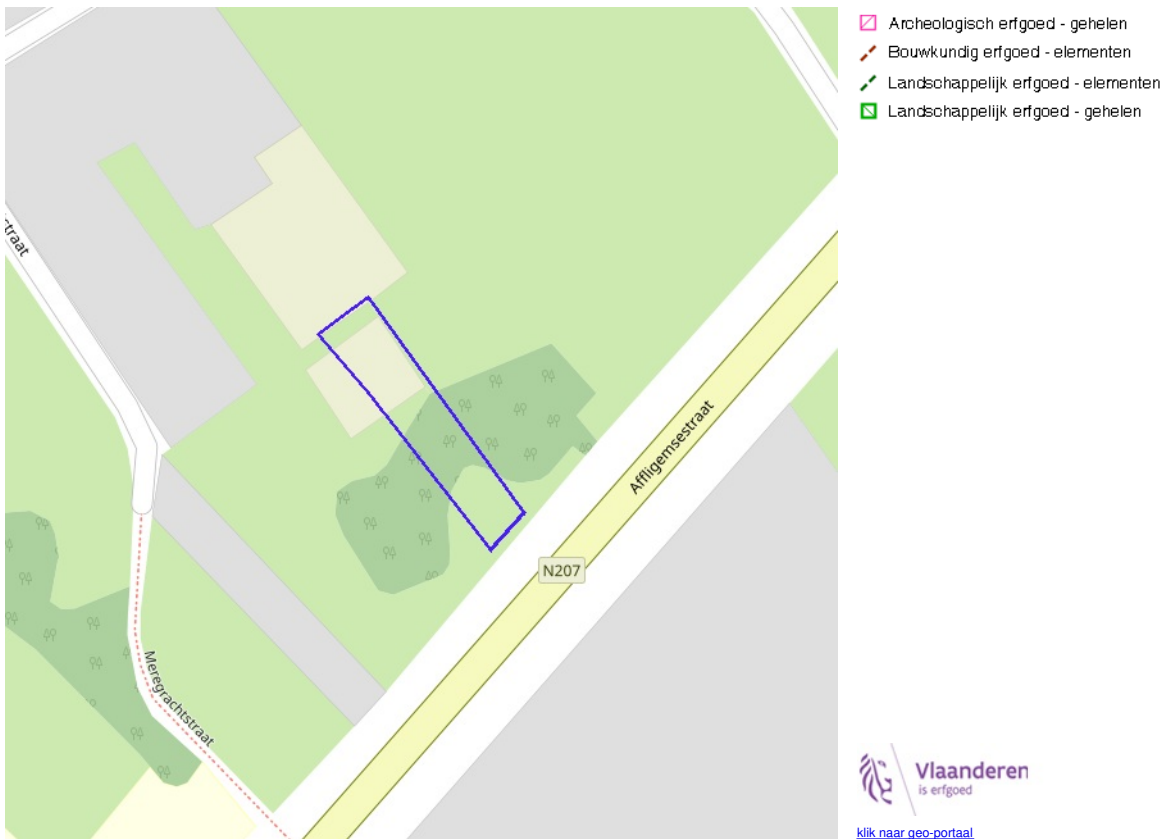 Archeologisch erfgoed - gehelen
Bouwkundig erfgoed - elementen
Landschappelijk erfgoed - elementen
Landschappelijk erfgoed - gehelen
straat
Affligemsestraat
N207
Meregrachtstraat
Vlaanderen
is erfgoed
klik naar geo-portaal